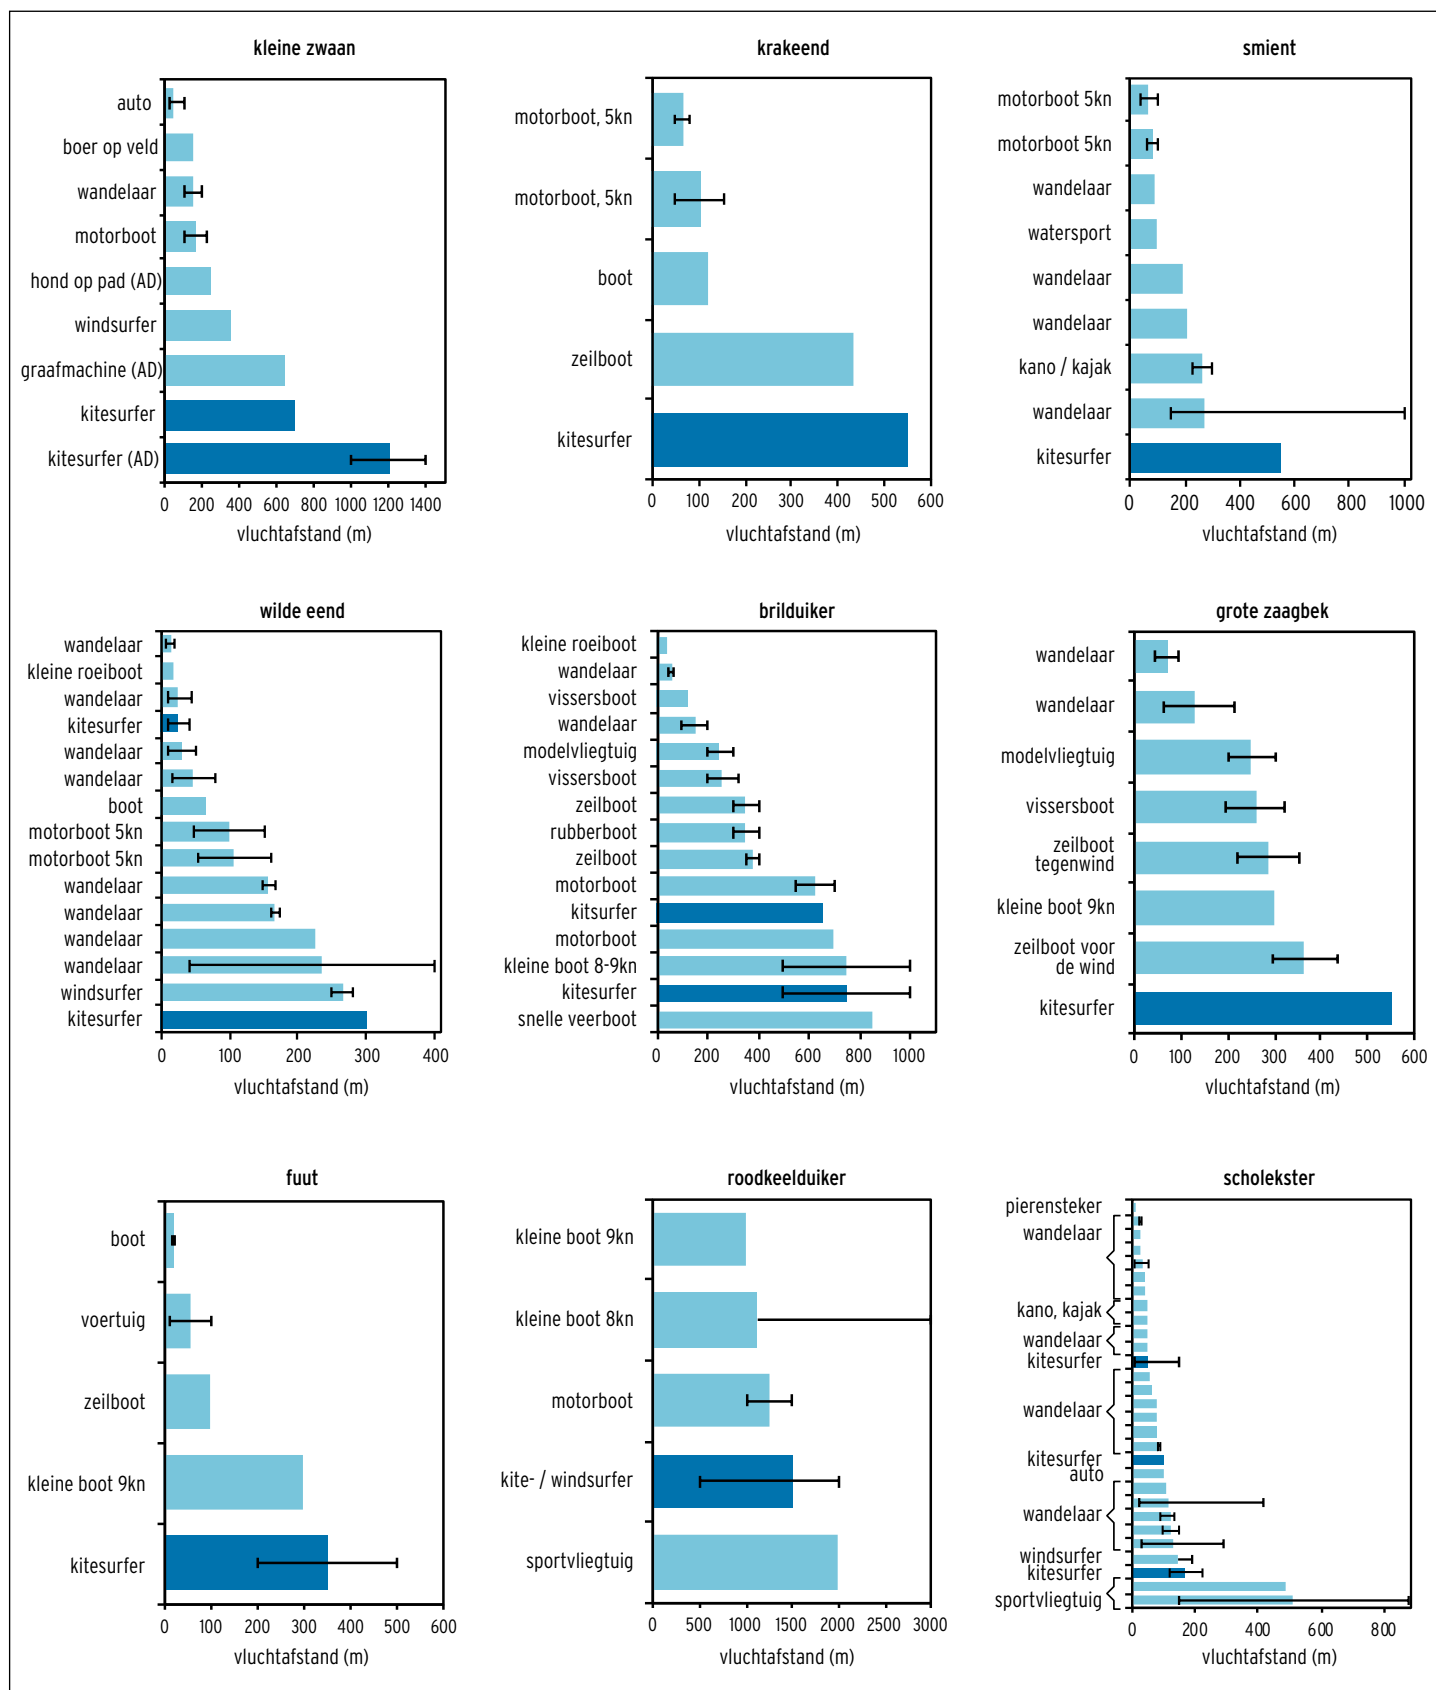 kleine zwaan
auto
boer op veld
wandelaar
motorboot
hond op pad (AD)
windsurfer
graafmachine (AD)
kitesurfer
kitesurfer (AD)
0 200 400 600 800 1000 1200 1400
vluchtafstand (m)
krakeend
motorboot, 5kn
motorboot, 5kn
boot
zeilboot
kitesurfer
0 100 200 300 400 500 600
vluchtafstand (m)
smient
motorboot 5kn
motorboot 5kn
wandelaar
watersport
wandelaar
wandelaar
kano / kajak
wandelaar
kitesurfer
0 200 400 600 800 1000
vluchtafstand (m)
wilde eend
wandelaar
kleine roeiboot
wandelaar
kitesurfer
wandelaar
wandelaar
boot
motorboot 5kn
motorboot 5kn
wandelaar
wandelaar
wandelaar
wandelaar
windsurfer
kitesurfer
0 100 200 300 400
vluchtafstand (m)
brilduiker
kleine roeiboot
wandelaar
vissersboot
wandelaar
modelvliegtuig
vissersboot
zeilboot
rubberboot
zeilboot
motorboot
kitsurfer
motorboot
kleine boot 8-9kn
kitesurfer
snelle veerboot
0 200 400 600 800 1000
vluchtafstand (m)
grote zaagbek
wandelaar
wandelaar
modelvliegtuig
vissersboot
zeilboot
tegenwind
kleine boot 9kn
zeilboot voor
de wind
kitesurfer
0 100 200 300 400 500 600
vluchtafstand (m)
fuut
boot
voertuig
zeilboot
kleine boot 9kn
kitesurfer
0 100 200 300 400 500 600
vluchtafstand (m)
roodkeelduiker
kleine boot 9kn
kleine boot 8kn
motorboot
kite- / windsurfer
sportvliegtuig
0 500 1000 1500 2000 2500 3000
vluchtafstand (m)
scholekster
pierensteker
wandelaar
kano, kajak
wandelaar
kitesurfer
wandelaar
kitesurfer
auto
wandelaar
windsurfer
kitesurfer
sportvliegtuig
0 200 400 600 800
vluchtafstand (m)